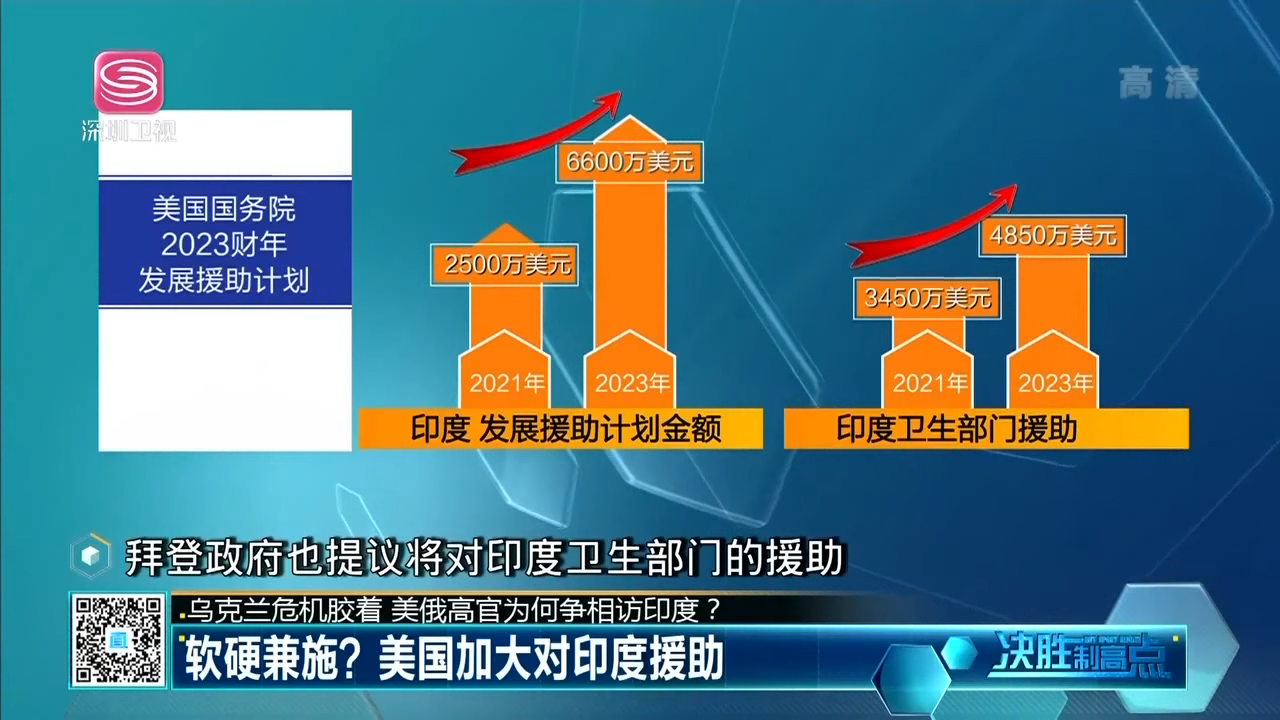 深圳卫视
高清
美国国务院
2023财年
发展援助计划
6600万美元
2500万美元
2021年
2023年
印度 发展援助计划金额
4850万美元
3450万美元
2021年
2023年
印度卫生部门援助
拜登政府也提议将对印度卫生部门的援助
乌克兰危机胶着 美俄高官为何争相访印度？
软硬兼施？美国加大对印度援助
直
决胜制高点